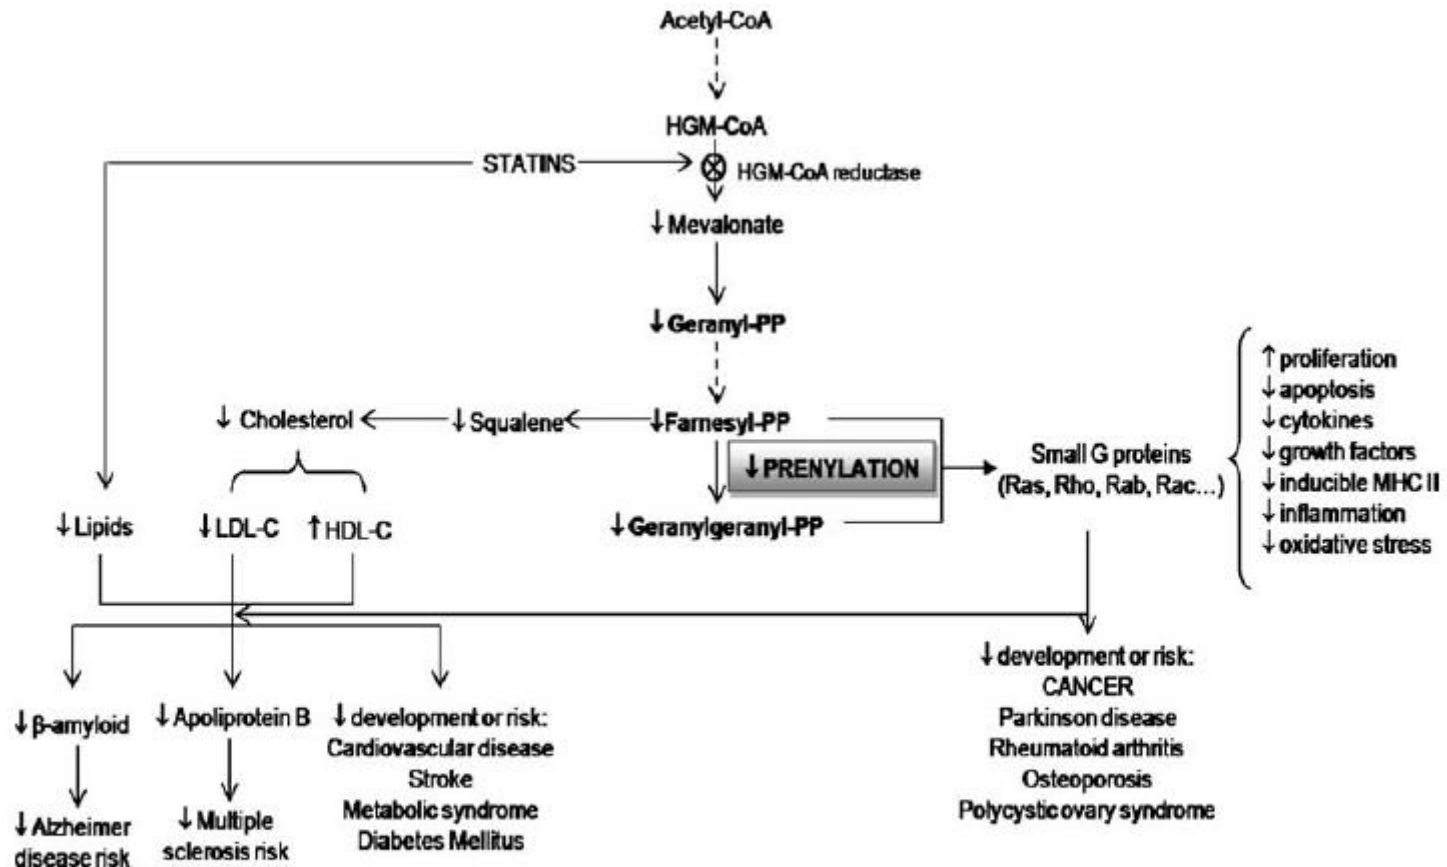 Acetyl-CoA
HGM-CoA
STATINS
HGM-CoA reductase
↓ Mevalonate
↓ Geranyl-PP
↓ Cholesterol
↓ Squalene
↓ Farnesyl-PP
↓ PRENYLATION
↓ Geranylgeranyl-PP
Small G proteins
(Ras, Rho, Rab, Rac...)
↑ proliferation
↓ apoptosis
↓ cytokines
↓ growth factors
↓ inducible MHC II
↓ inflammation
↓ oxidative stress
↓ Lipids
↓ LDL-C
↑ HDL-C
↓ β-amyloid
↓ Alzheimer
disease risk
↓ Apoliprotein B
↓ Multiple
sclerosis risk
↓ development or risk:
Cardiovascular disease
Stroke
Metabolic syndrome
Diabetes Mellitus
↓ development or risk:
CANCER
Parkinson disease
Rheumatoid arthritis
Osteoporosis
Polycystic ovary syndrome